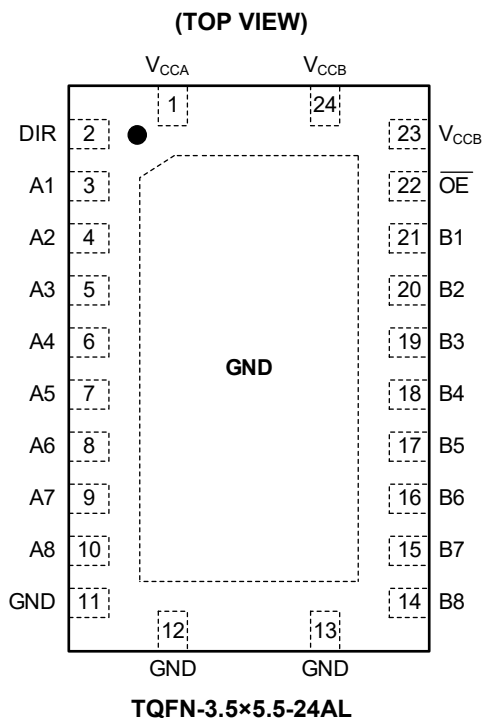 (TOP VIEW)
VCCA VCCB
1 24
DIR 2 23 VCCB
A1 3 22 OE
A2 4 21 B1
A3 5 20 B2
A4 6 19 B3
GND
A5 7 18 B4
A6 8 17 B5
A7 9 16 B6
A8 10 15 B7
GND 11 14 B8
12 13
GND GND
TQFN-3.5×5.5-24AL